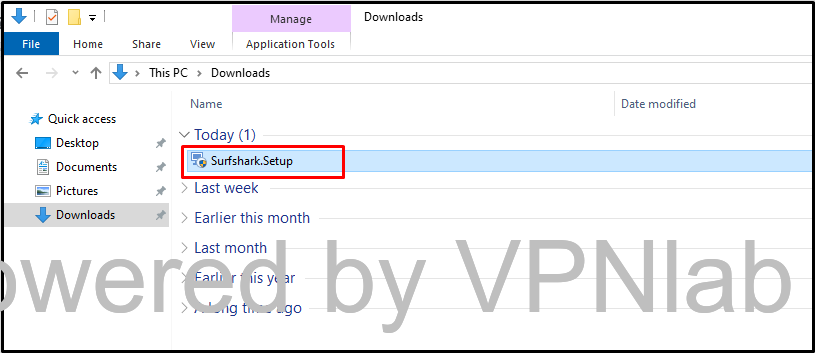 Manage
Downloads
File
Home
Share
View
Application Tools
This PC
Downloads
Name
Date modified
Quick access
Desktop
Documents
Pictures
Downloads
Today (1)
Surfshark.Setup
Last week
Earlier this month
Last month
Earlier this year
A long time ago
owered by VPNlab